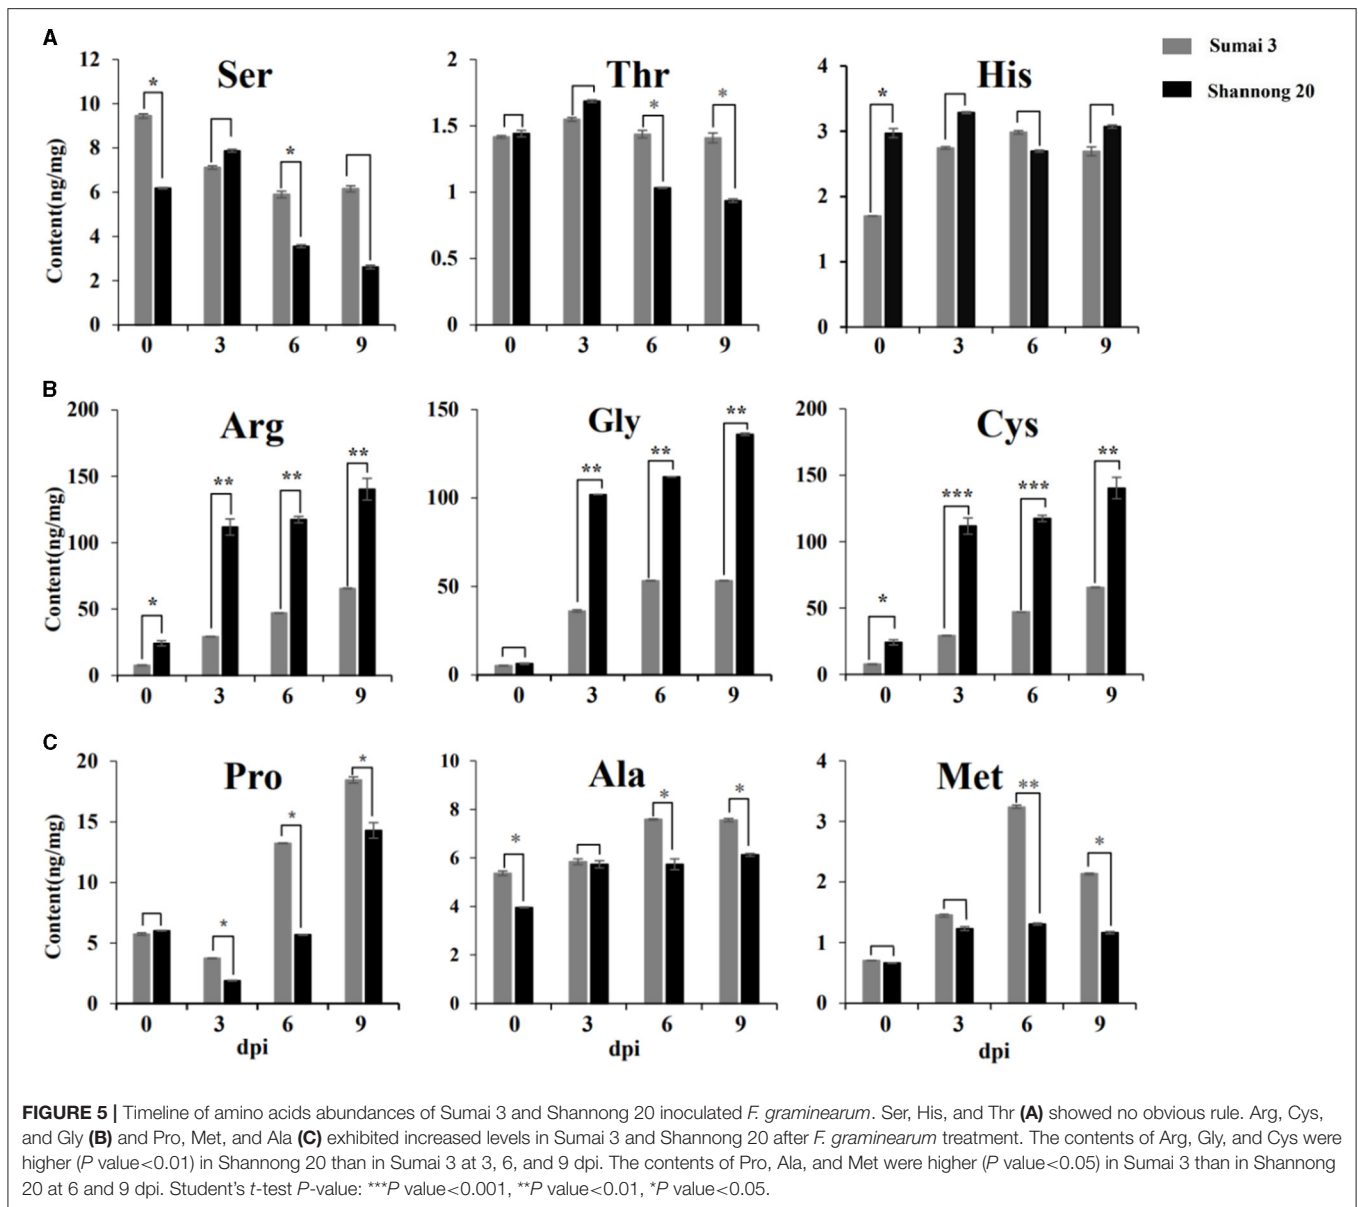 A
Sumai 3
Shannong 20
Ser
Thr
His
Content(ng/mg)
12
10
8
6
4
2
0
*
*
0 3 6 9
2
1.5
1
0.5
0
*
*
0 3 6 9
4
3
2
1
0
*
0 3 6 9
B
Arg
Gly
Cys
Content(ng/mg)
200
150
100
50
0
*
**
**
**
0 3 6 9
150
100
50
0
**
**
**
0 3 6 9
200
150
100
50
0
*
***
***
**
0 3 6 9
C
Pro
Ala
Met
Content(ng/mg)
20
15
10
5
0
*
*
*
0 3 6 9
dpi
10
8
6
4
2
0
*
*
*
0 3 6 9
dpi
4
3
2
1
0
**
*
0 3 6 9
dpi
FIGURE 5 | Timeline of amino acids abundances of Sumai 3 and Shannong 20 inoculated F. graminearum. Ser, His, and Thr (A) showed no obvious rule. Arg, Cys,
and Gly (B) and Pro, Met, and Ala (C) exhibited increased levels in Sumai 3 and Shannong 20 after F. graminearum treatment. The contents of Arg, Gly, and Cys were
higher (P value<0.01) in Shannong 20 than in Sumai 3 at 3, 6, and 9 dpi. The contents of Pro, Ala, and Met were higher (P value<0.05) in Sumai 3 than in Shannong
20 at 6 and 9 dpi. Student's t-test P-value: ***P value<0.001, **P value<0.01, *P value<0.05.